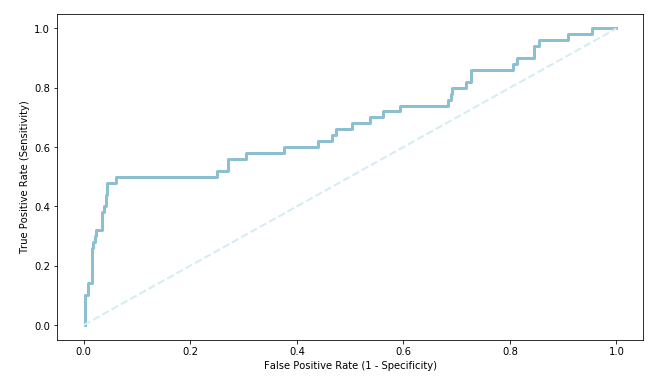 1.0
0.8
0.6
0.4
0.2
0.0
True Positive Rate (Sensitivity)
0.0 0.2 0.4 0.6 0.8 1.0
False Positive Rate (1 - Specificity)